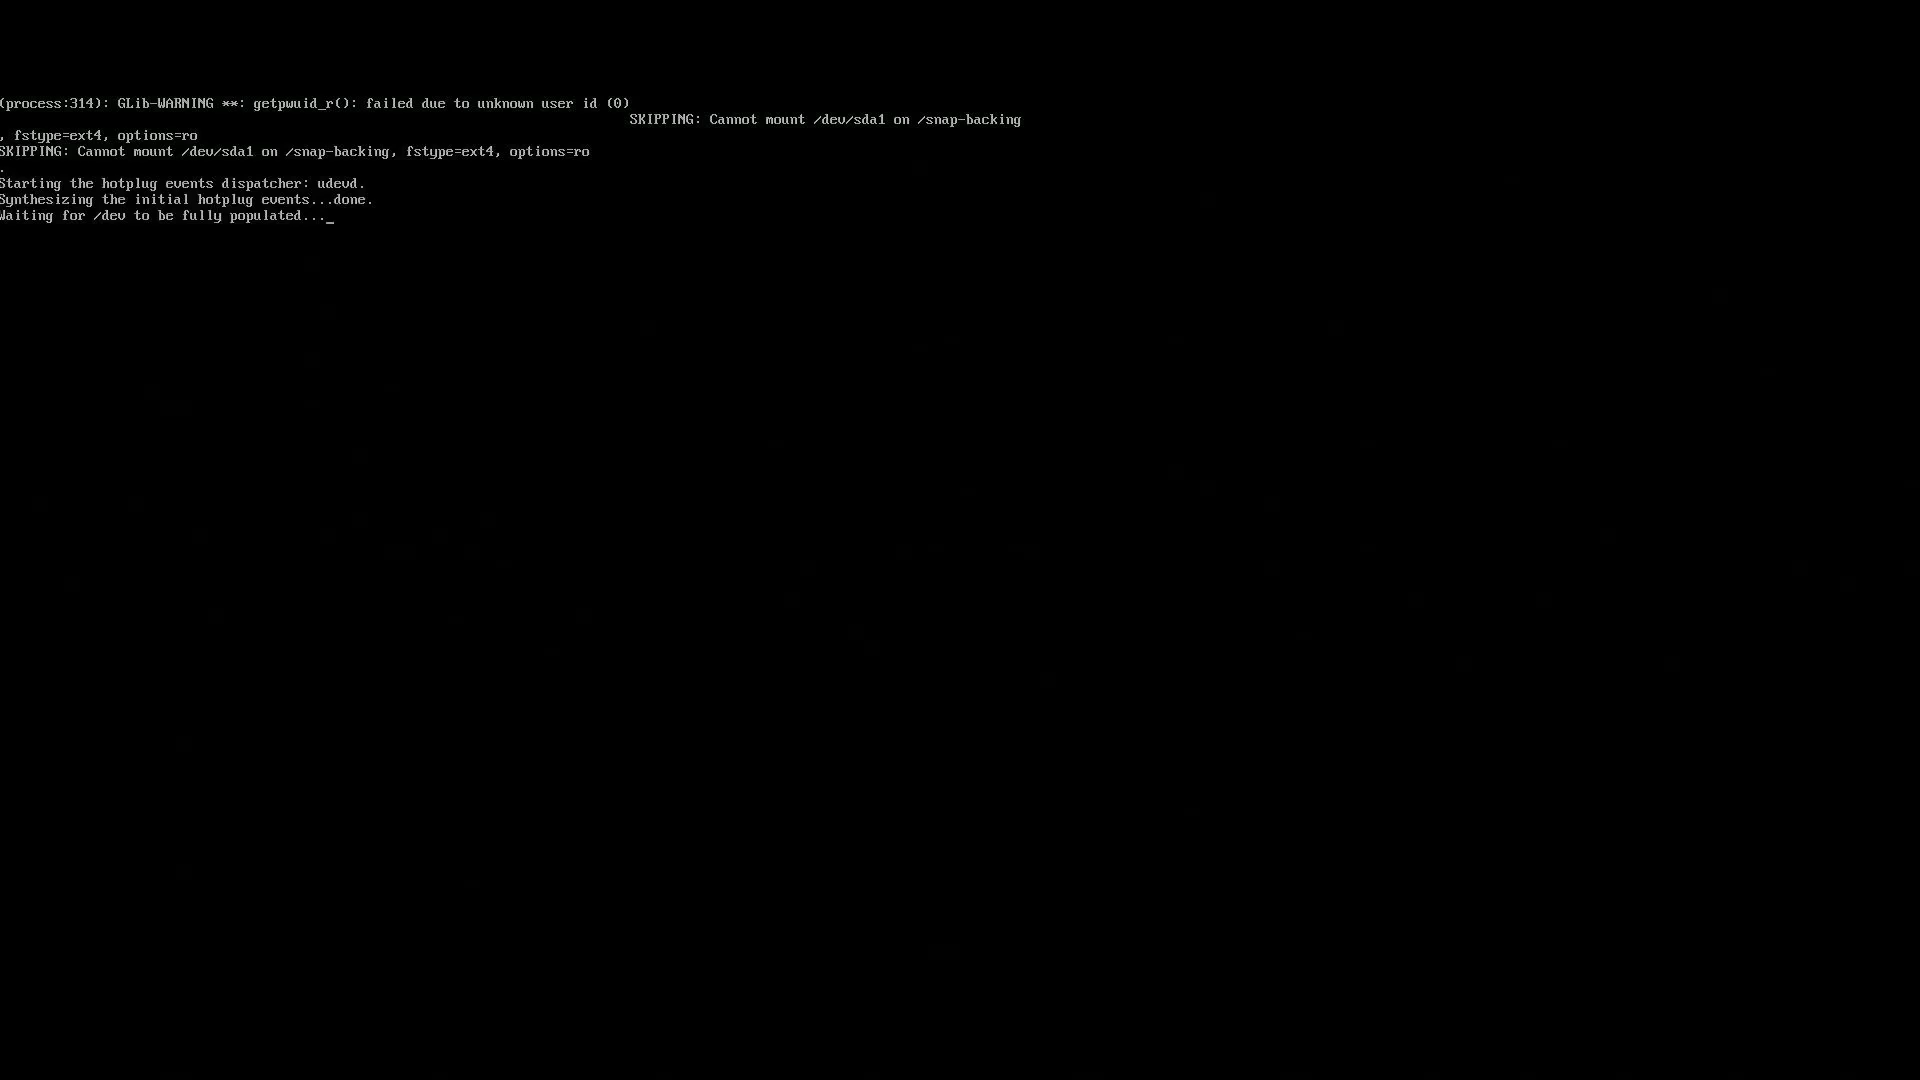 (process:314): GLib-WARNING **: getpwuid_r(): failed due to unknown user id (0)
SKIPPING: Cannot mount /dev/sda1 on /snap-backing
, fstype=ext4, options=ro
SKIPPING: Cannot mount /dev/sda1 on /snap-backing, fstype=ext4, options=ro
.
Starting the hotplug events dispatcher: udevd.
Synthesizing the initial hotplug events...done.
Waiting for /dev to be fully populated..._